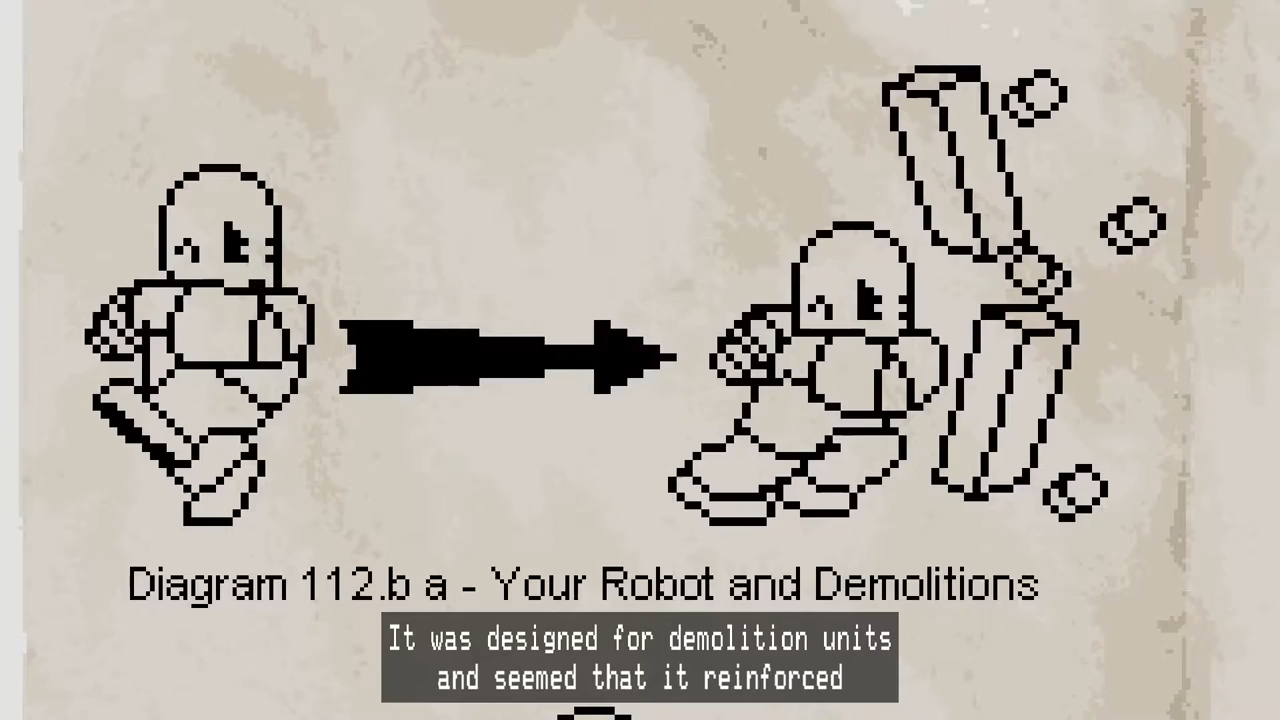 Diagram 112.b a - Your Robot and Demolitions
It was designed for demolition units
and seemed that it reinforced